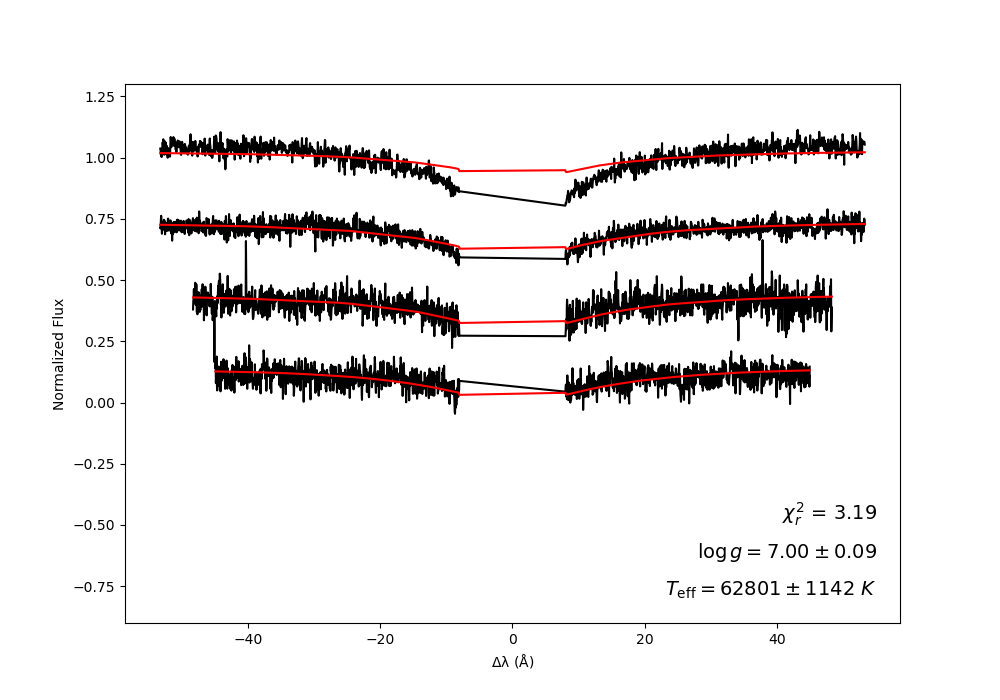 1.25
1.00
0.75
0.50
0.25
0.00
−0.25
−0.50
−0.75
Normalized Flux
χ²ᵣ = 3.19
log g = 7.00 ± 0.09
T_eff = 62801 ± 1142 K
−40
−20
0
20
40
Δλ (Å)